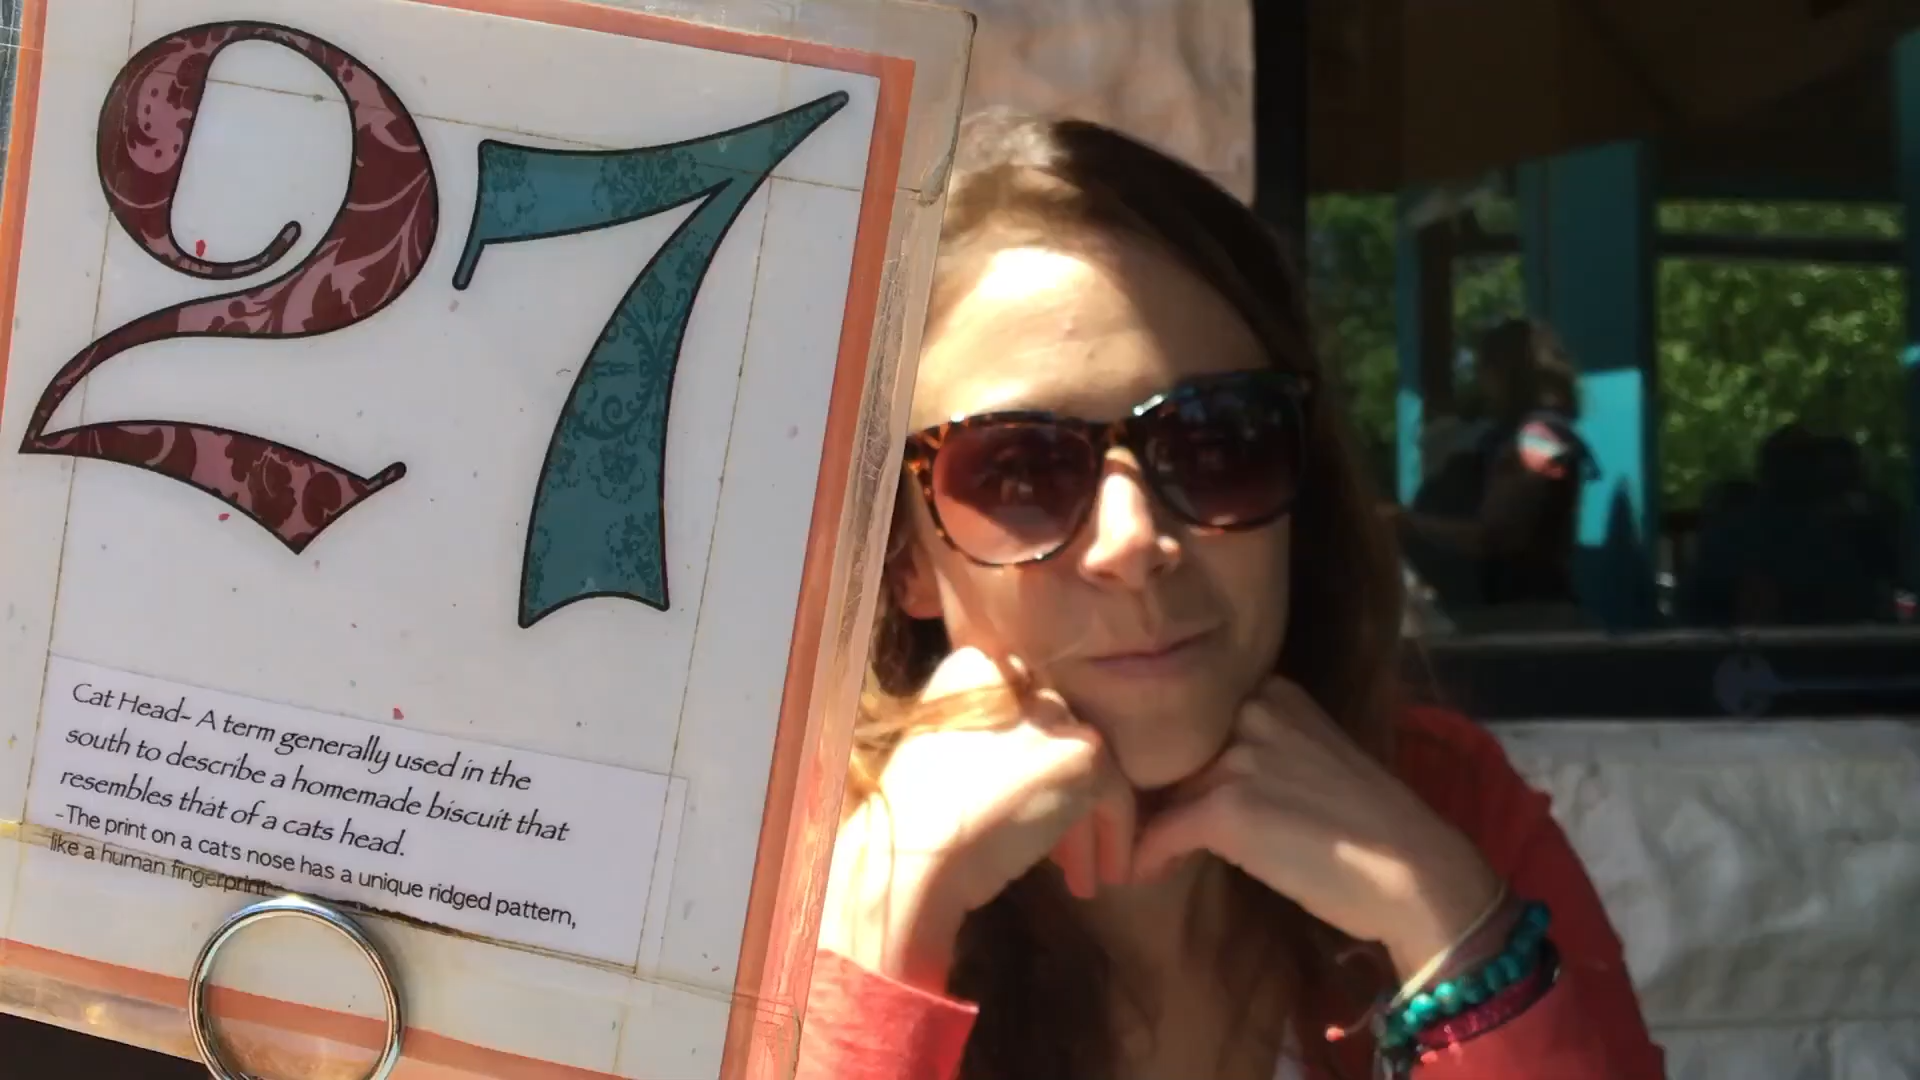 27
Cat Head- A term generally used in the
south to describe a homemade biscuit that
resembles that of a cats head.
-The print on a cat's nose has a unique ridged pattern,
like a human fingerprint